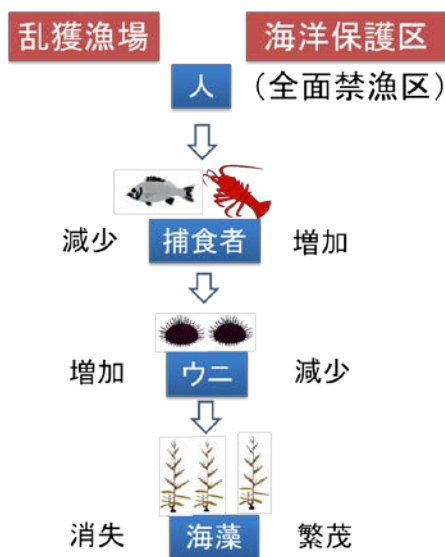 乱獲漁場 海洋保護区
人 （全面禁漁区）
減少 捕食者 増加
増加 ウニ 減少
消失 海藻 繁茂